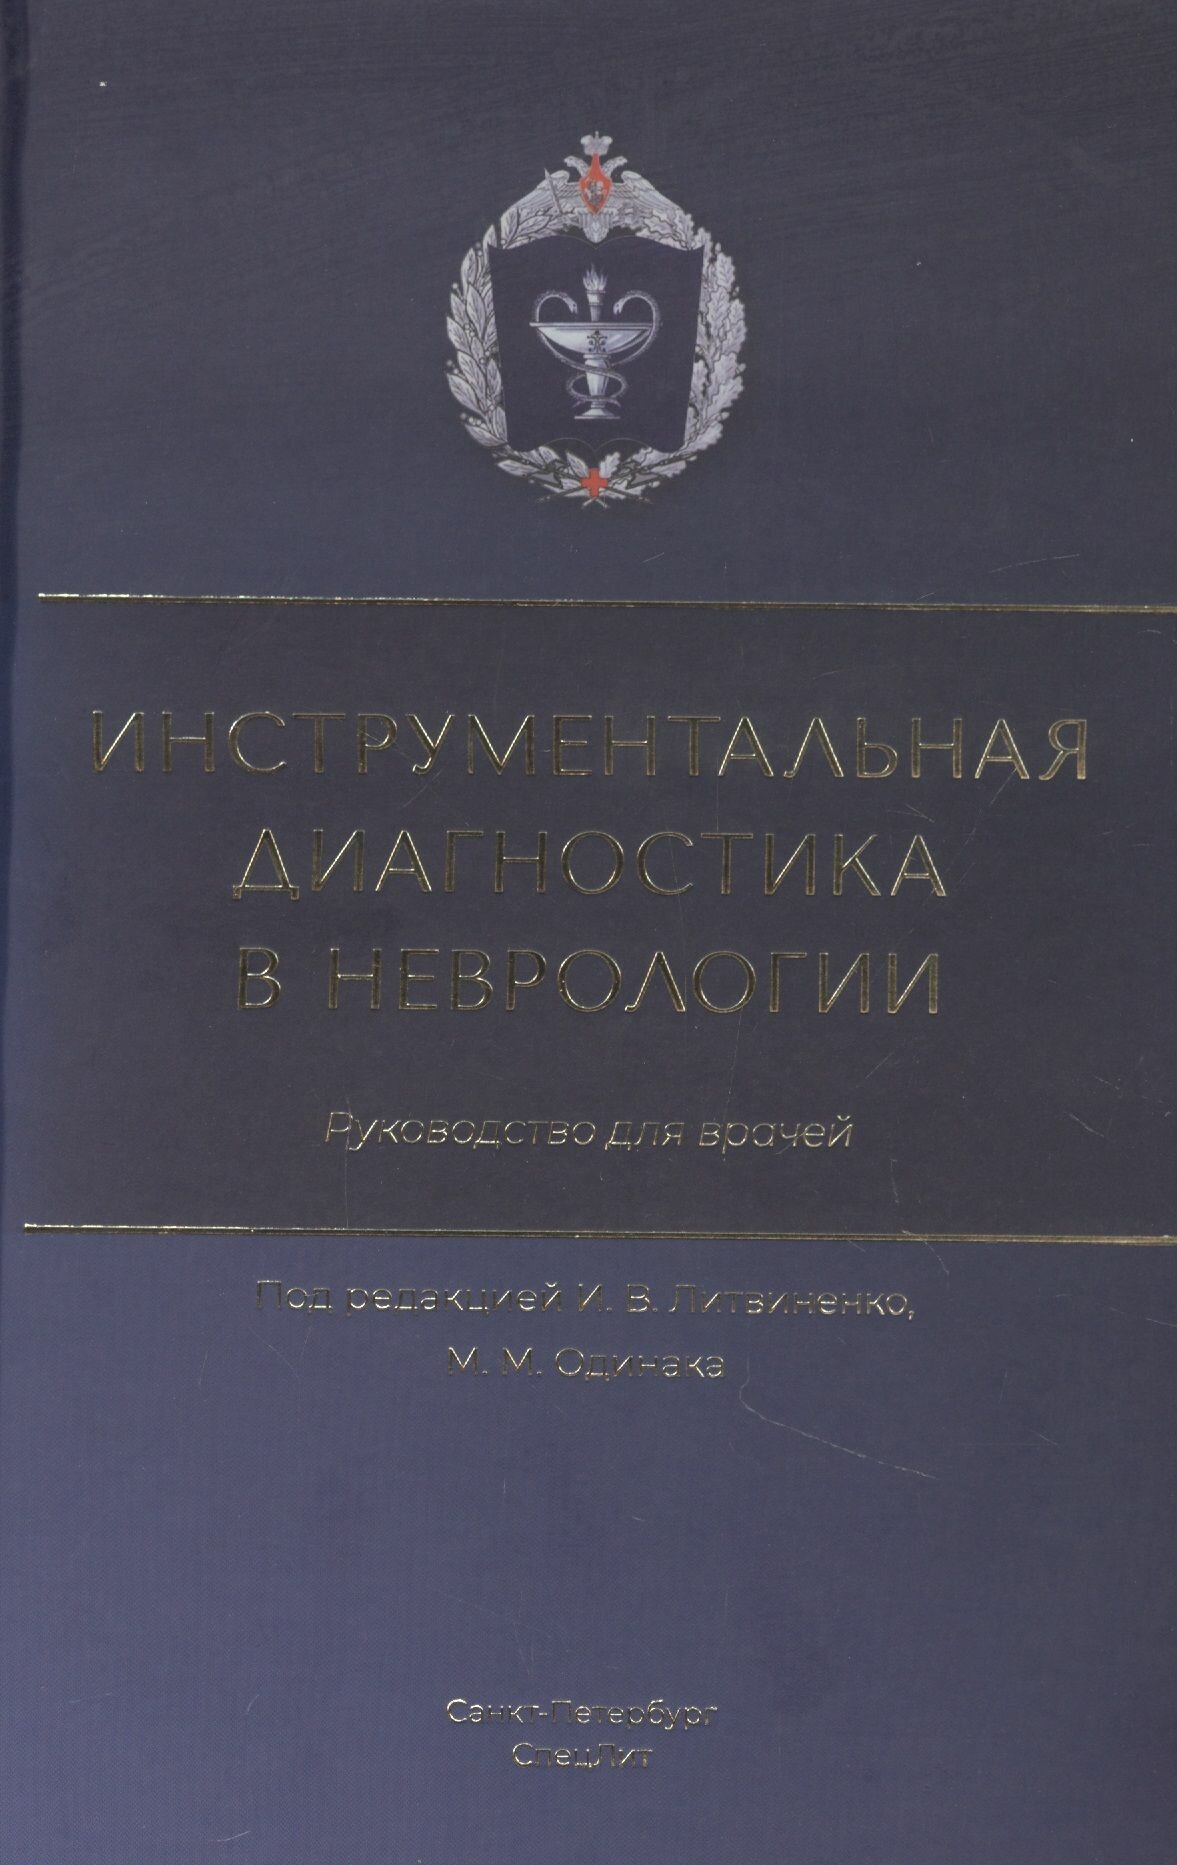 ИНСТРУМЕНТАЛЬНАЯ
ДИАГНОСТИКА
В НЕВРОЛОГИИ
Руководство для врачей
Под редакцией И. В. Литвиненко,
М. М. Одинака
Санкт-Петербург
СпецЛит